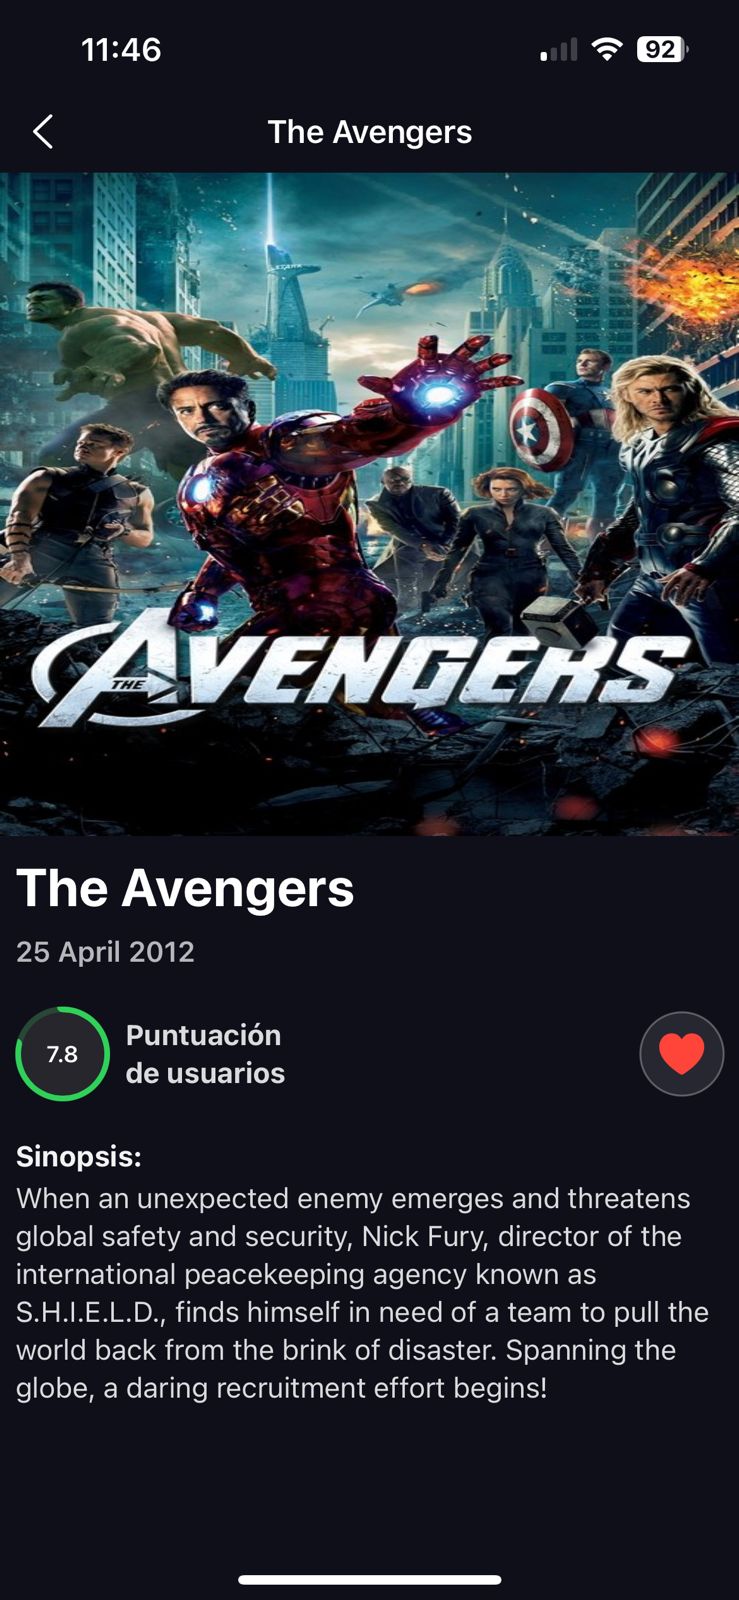 11:46
92
The Avengers
STARK
THE AVENGERS
The Avengers
25 April 2012
7.8
Puntuación
de usuarios
Sinopsis:
When an unexpected enemy emerges and threatens
global safety and security, Nick Fury, director of the
international peacekeeping agency known as
S.H.I.E.L.D., finds himself in need of a team to pull the
world back from the brink of disaster. Spanning the
globe, a daring recruitment effort begins!